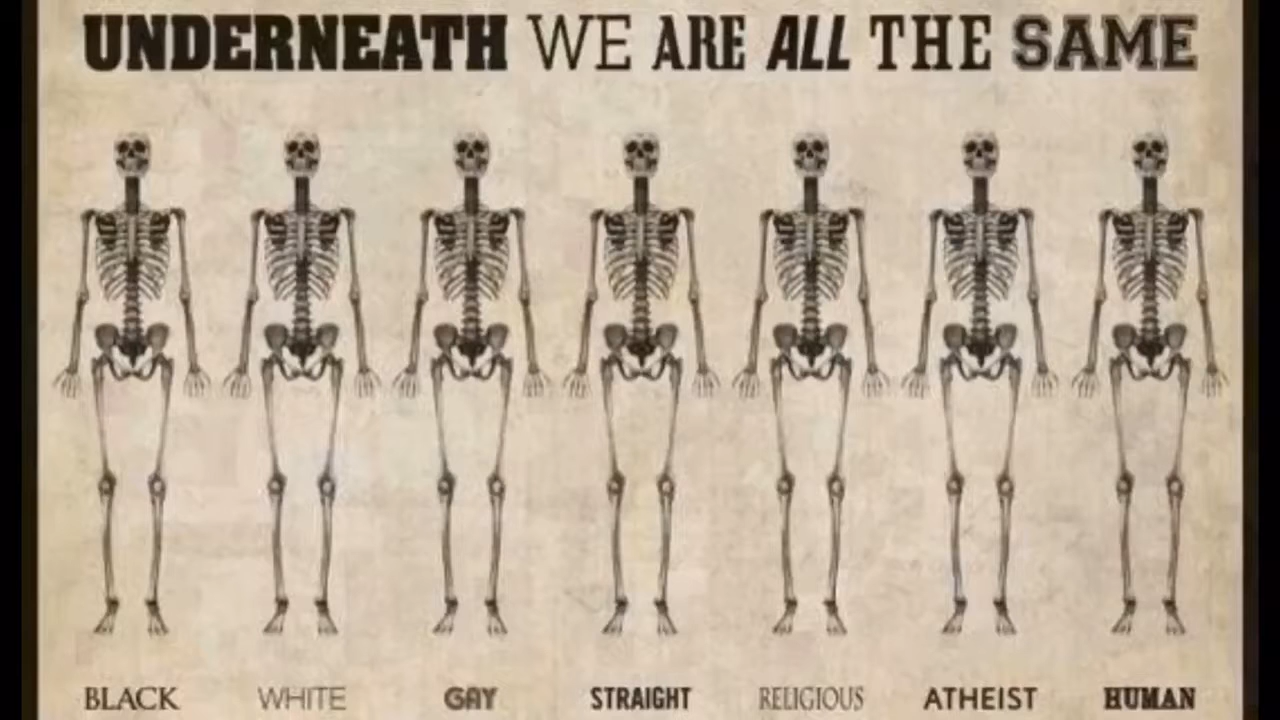 UNDERNEATH WE ARE ALL THE SAME
BLACK WHITE GAY STRAIGHT RELIGIOUS ATHEIST HUMAN